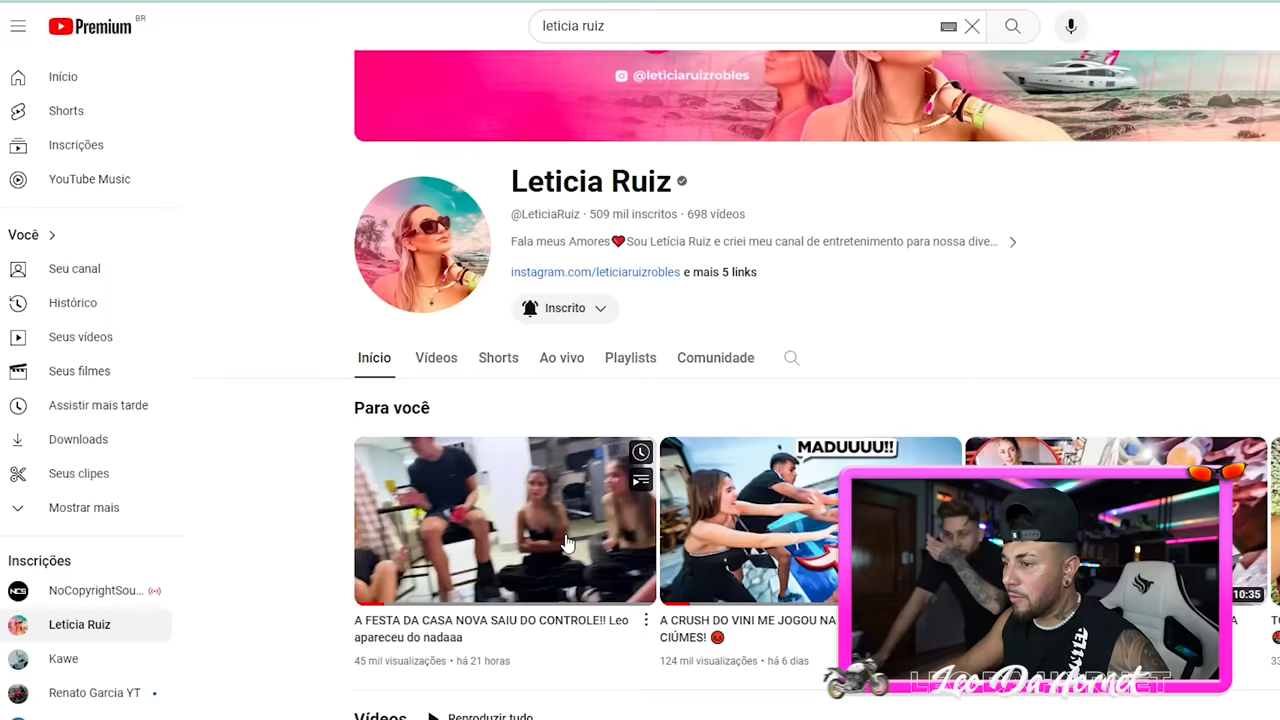 Premium BR
leticia ruiz
Início
Shorts
Inscrições
YouTube Music
Você
Seu canal
Histórico
Seus vídeos
Seus filmes
Assistir mais tarde
Downloads
Seus clipes
Mostrar mais
Inscrições
NCS NoCopyrightSou...
Leticia Ruiz
Kawe
Renato Garcia YT
@leticiaruizrobles
Leticia Ruiz
@LeticiaRuiz · 509 mil inscritos · 698 vídeos
Fala meus Amores❤️Sou Letícia Ruiz e criei meu canal de entretenimento para nossa dive...
instagram.com/leticiaruizrobles e mais 5 links
Inscrito
Início Vídeos Shorts Ao vivo Playlists Comunidade
Para você
MADUUUU!!
10:35
A FESTA DA CASA NOVA SAIU DO CONTROLE!! Leo
apareceu do nadaaa
45 mil visualizações • há 21 horas
A CRUSH DO VINI ME JOGOU NA
CIÚMES! 😡
124 mil visualizações • há 6 dias
Leo Da Hornet
Vídeos Reproduzir tudo